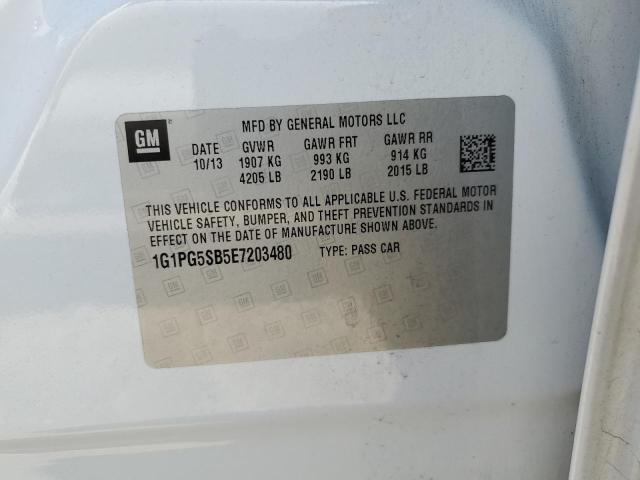 GM
MFD BY GENERAL MOTORS LLC
DATE GVWR GAWR FRT GAWR RR
10/13 1907 KG 993 KG 914 KG
4205 LB 2190 LB 2015 LB
THIS VEHICLE CONFORMS TO ALL APPLICABLE U.S. FEDERAL MOTOR
VEHICLE SAFETY, BUMPER, AND THEFT PREVENTION STANDARDS IN
EFFECT ON THE DATE OF MANUFACTURE SHOWN ABOVE.
1G1PG5SB5E7203480 TYPE: PASS CAR